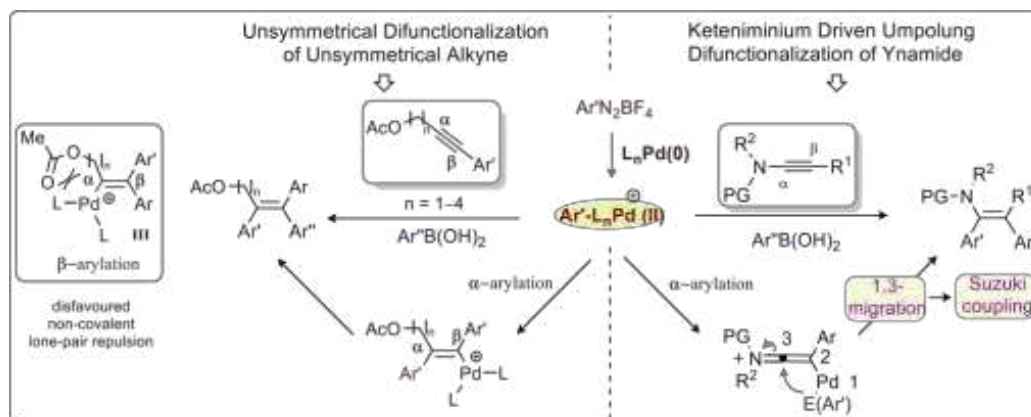 Unsymmetrical Difunctionalization
of Unsymmetrical Alkyne
Keteniminium Driven Umpolung
Difunctionalization of Ynamide
Ar'N2BF4
LnPd(0)
Ar'-LnPd (II)
⊕
AcO
n
α
β
Ar'
n = 1–4
Ar"B(OH)2
R2
N
PG
α
β
R1
Ar"B(OH)2
Me
O
O
n
α
β
Ar'
Ar
L
Pd
⊕
L
III
β–arylation
disfavoured
non-covalent
lone-pair repulsion
AcO
n
Ar
Ar'
Ar"
PG
N
R2
R1
Ar'
Ar
α–arylation
α–arylation
1,3-
migration
Suzuki
coupling
AcO
n
α
β
Ar'
Ar'
⊕
Pd
L
L
PG
+
N
R2
3
2
Ar
Pd
1
E(Ar')